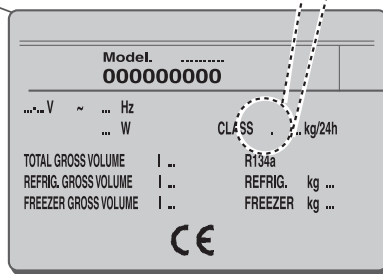 Model. ..........
000000000
...-... V ~ ... Hz
... W CLASS . .. kg/24h
TOTAL GROSS VOLUME l ... R134a
REFRIG. GROSS VOLUME l ... REFRIG. kg ...
FREEZER GROSS VOLUME l ... FREEZER kg ...
CE